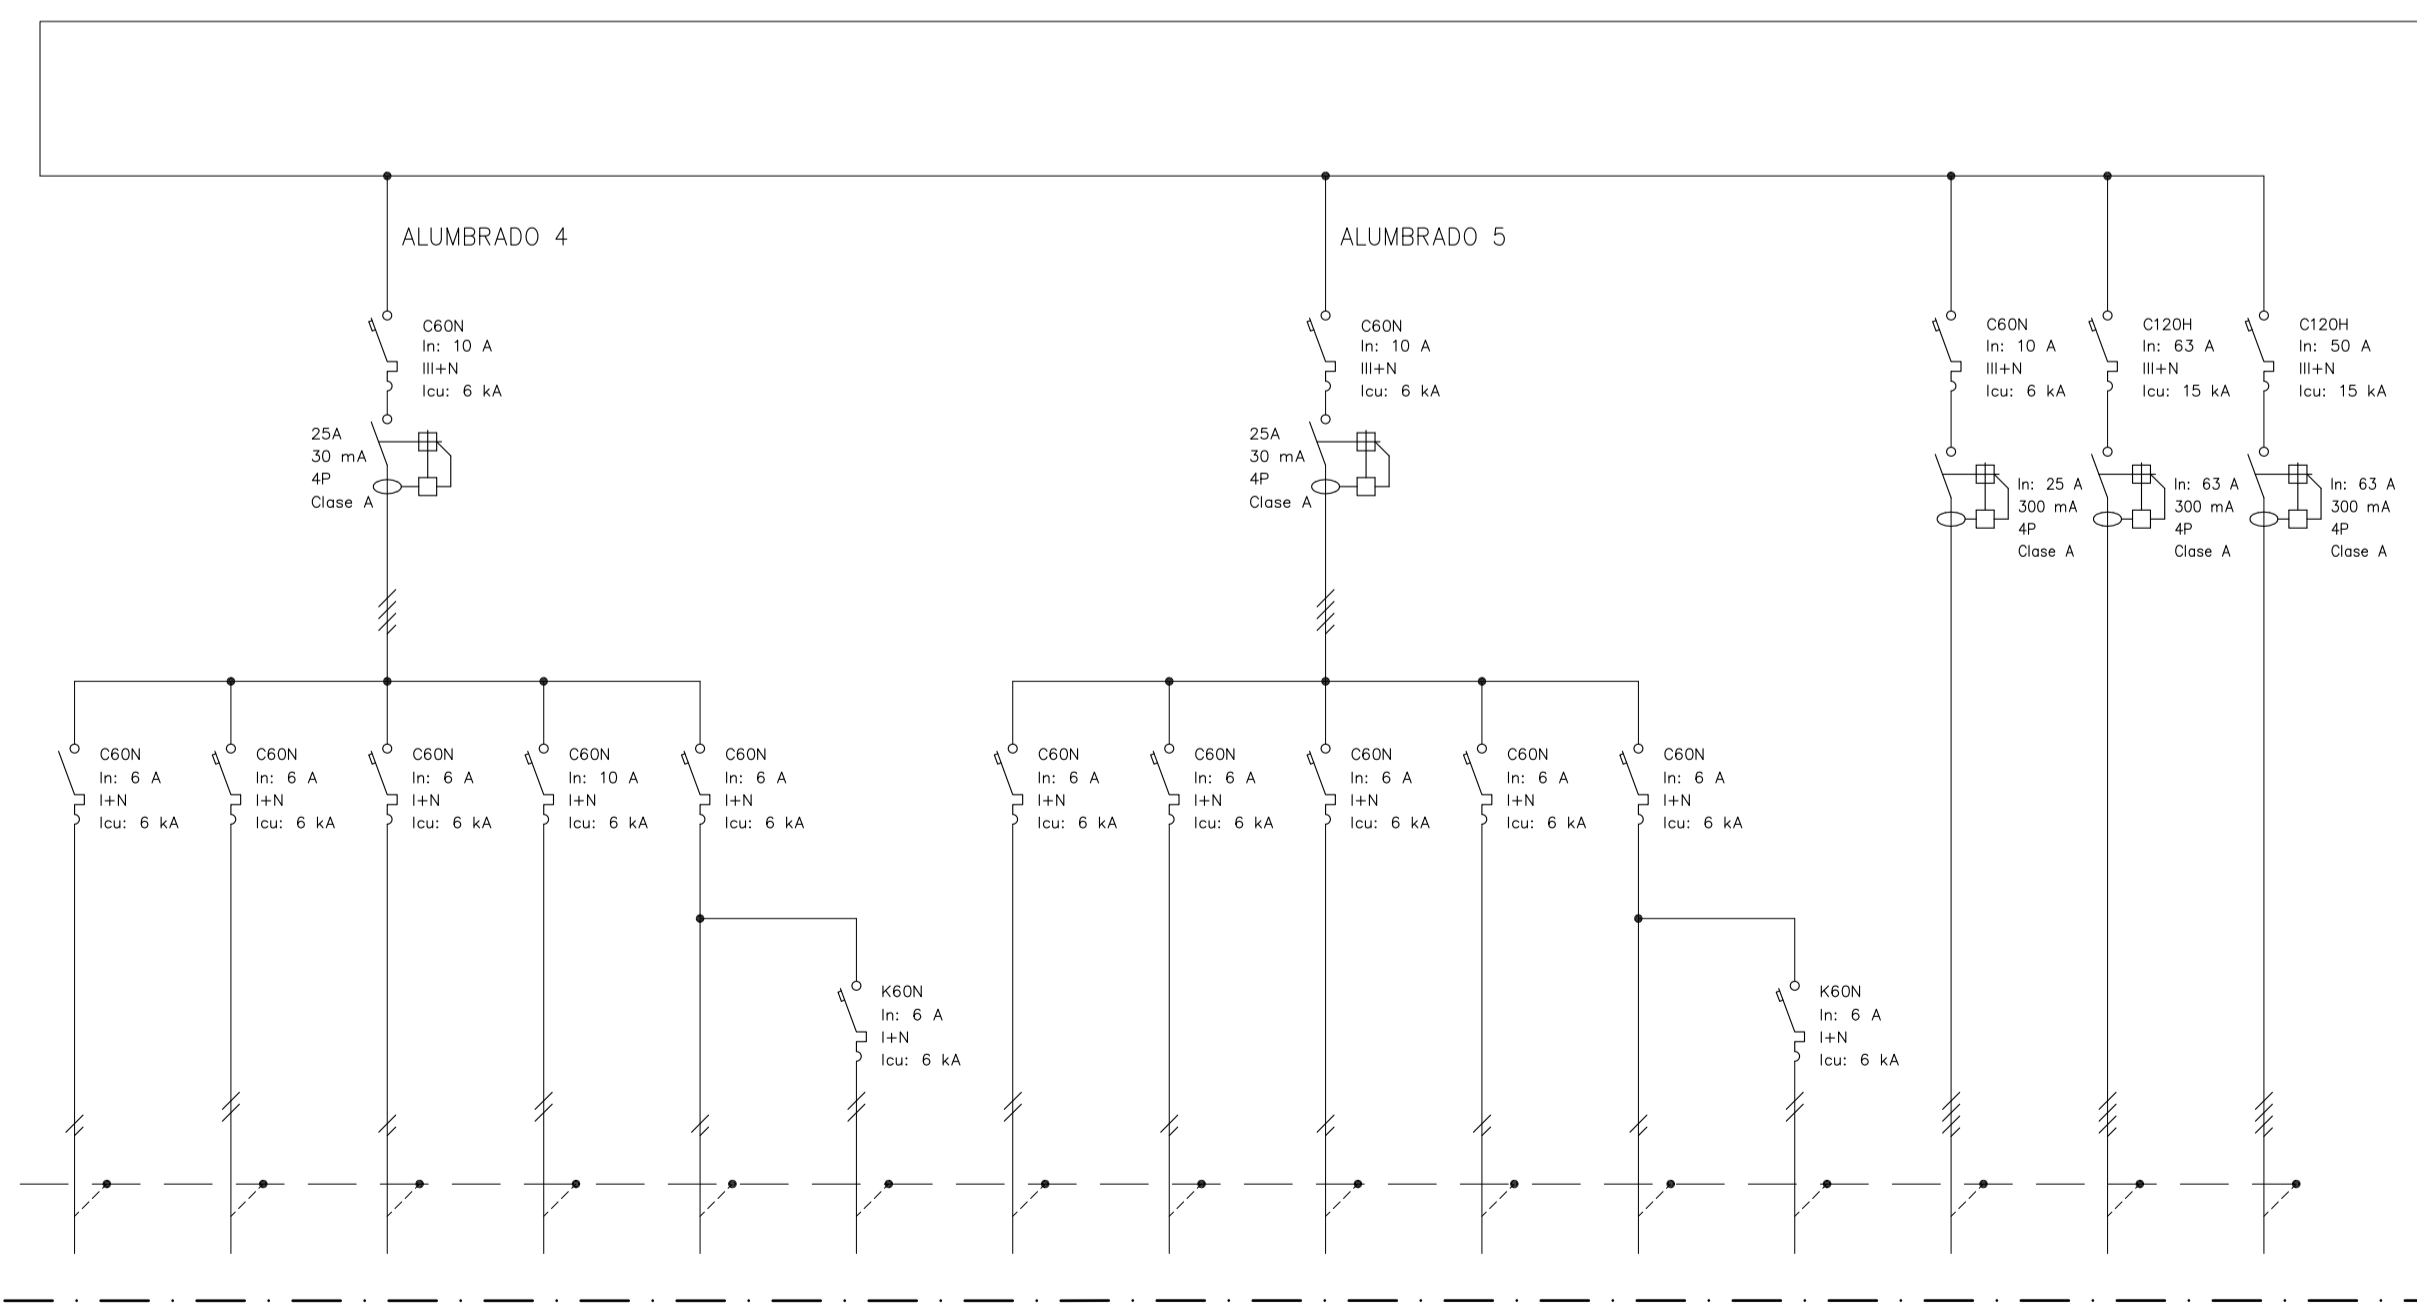 ALUMBRADO 4
ALUMBRADO 5
C60N
In: 10 A
III+N
Icu: 6 kA
25A
30 mA
4P
Clase A
C60N
In: 10 A
III+N
Icu: 6 kA
25A
30 mA
4P
Clase A
C60N
In: 10 A
III+N
Icu: 6 kA
C120H
In: 63 A
III+N
Icu: 15 kA
C120H
In: 50 A
III+N
Icu: 15 kA
In: 25 A
300 mA
4P
Clase A
In: 63 A
300 mA
4P
Clase A
In: 63 A
300 mA
4P
Clase A
C60N
In: 6 A
I+N
Icu: 6 kA
C60N
In: 6 A
I+N
Icu: 6 kA
C60N
In: 6 A
I+N
Icu: 6 kA
C60N
In: 10 A
I+N
Icu: 6 kA
C60N
In: 6 A
I+N
Icu: 6 kA
C60N
In: 6 A
I+N
Icu: 6 kA
C60N
In: 6 A
I+N
Icu: 6 kA
C60N
In: 6 A
I+N
Icu: 6 kA
C60N
In: 6 A
I+N
Icu: 6 kA
C60N
In: 6 A
I+N
Icu: 6 kA
K60N
In: 6 A
I+N
Icu: 6 kA
K60N
In: 6 A
I+N
Icu: 6 kA